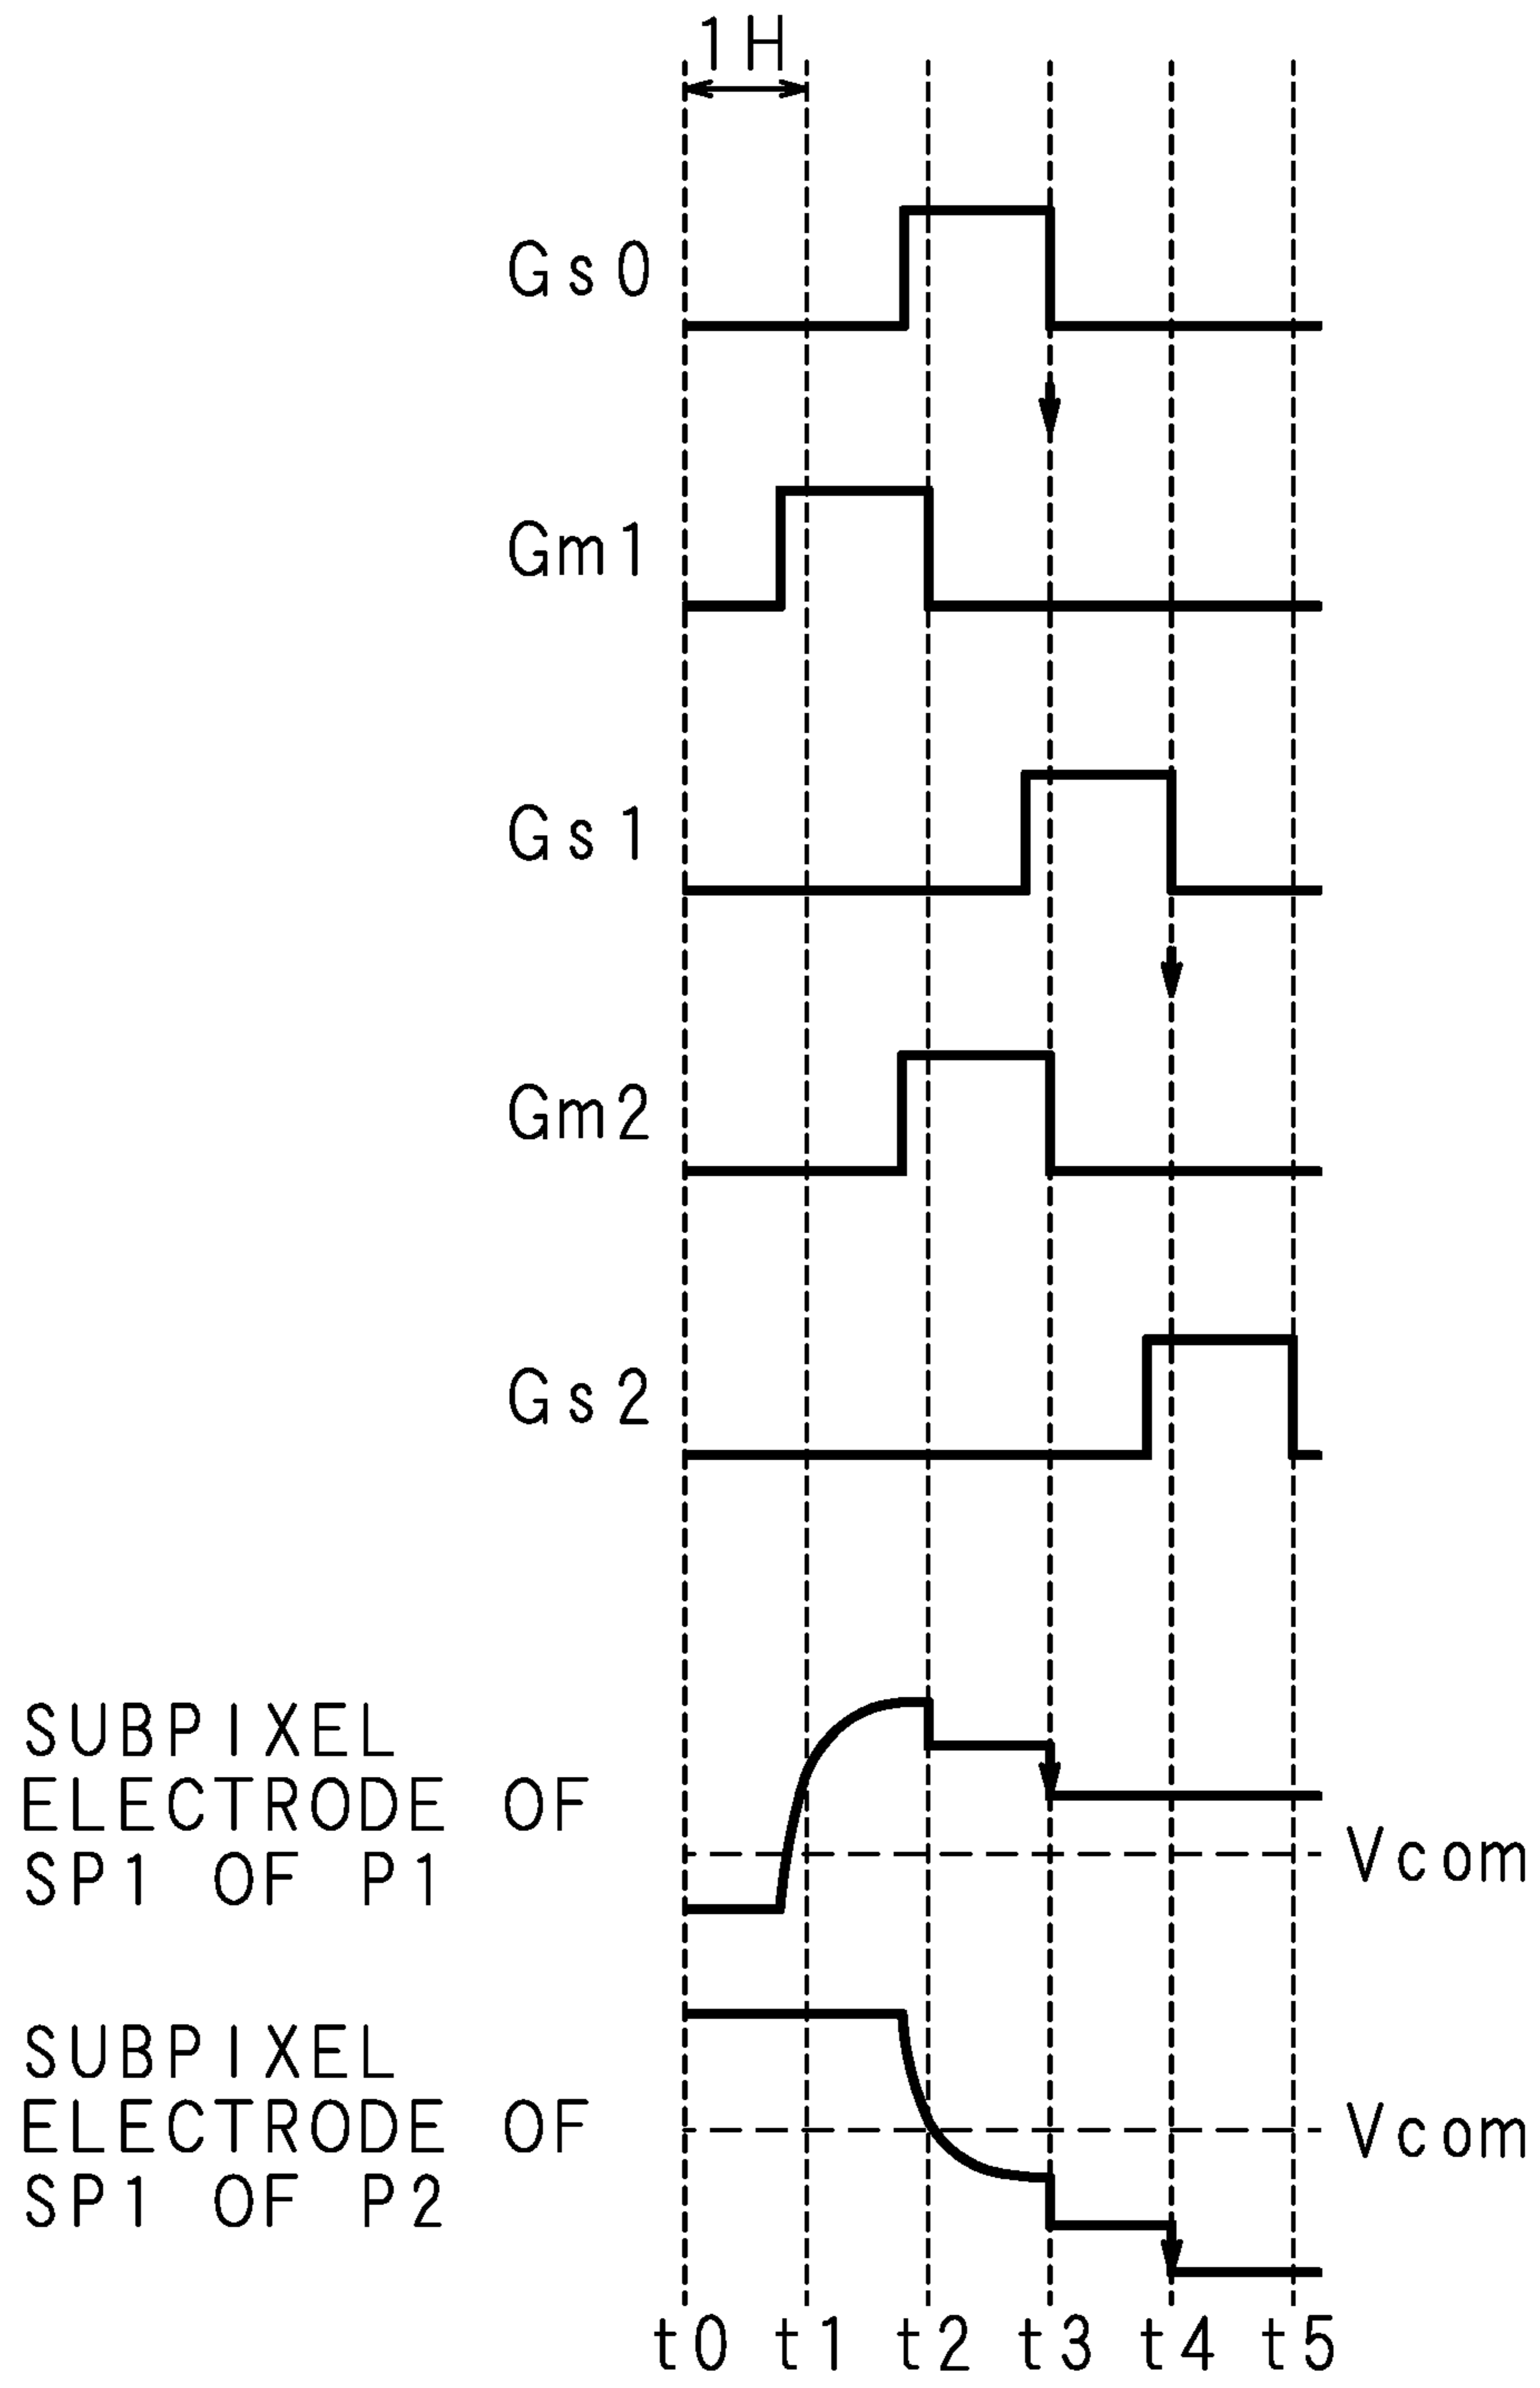 1H
Gs0
Gm1
Gs1
Gm2
Gs2
SUBPIXEL
ELECTRODE OF
SP1 OF P1
Vcom
SUBPIXEL
ELECTRODE OF
SP1 OF P2
Vcom
t0 t1 t2 t3 t4 t5